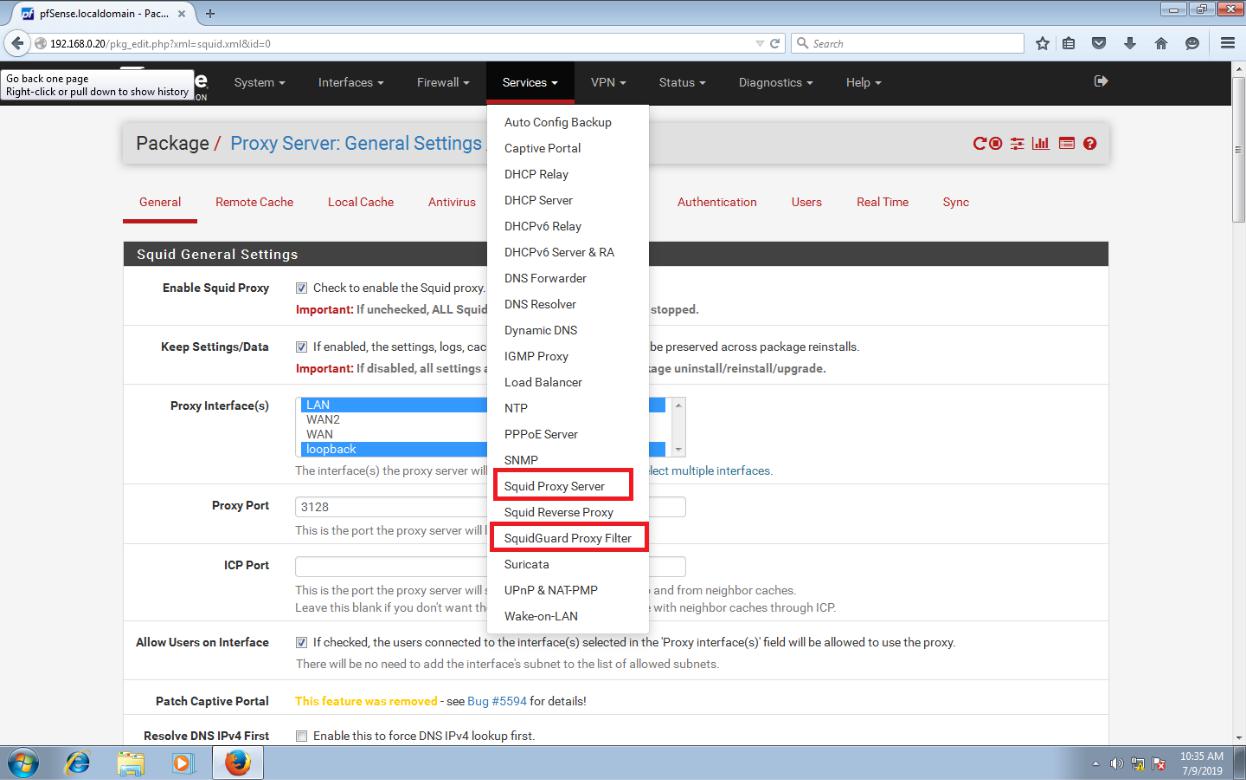 pfSense.localdomain - Pac...
192.168.0.20/pkg_edit.php?xml=squid.xml&id=0
Search
Go back one page
Right-click or pull down to show history
e
ON
System
Interfaces
Firewall
Services
VPN
Status
Diagnostics
Help
Auto Config Backup
Captive Portal
DHCP Relay
DHCP Server
DHCPv6 Relay
DHCPv6 Server & RA
DNS Forwarder
DNS Resolver
Dynamic DNS
IGMP Proxy
Load Balancer
NTP
PPPoE Server
SNMP
Squid Proxy Server
Squid Reverse Proxy
SquidGuard Proxy Filter
Suricata
UPnP & NAT-PMP
Wake-on-LAN
Package / Proxy Server: General Settings
General
Remote Cache
Local Cache
Antivirus
Authentication
Users
Real Time
Sync
Squid General Settings
Enable Squid Proxy
Check to enable the Squid proxy.
Important: If unchecked, ALL Squid stopped.
Keep Settings/Data
If enabled, the settings, logs, cac be preserved across package reinstalls.
Important: If disabled, all settings a kage uninstall/reinstall/upgrade.
Proxy Interface(s)
LAN
WAN2
WAN
loopback
The interface(s) the proxy server will lect multiple interfaces.
Proxy Port
3128
This is the port the proxy server will l
ICP Port
This is the port the proxy server will s and from neighbor caches.
Leave this blank if you don't want the with neighbor caches through ICP.
Allow Users on Interface
If checked, the users connected to the interface(s) selected in the 'Proxy interface(s)' field will be allowed to use the proxy.
There will be no need to add the interface's subnet to the list of allowed subnets.
Patch Captive Portal
This feature was removed - see Bug #5594 for details!
Resolve DNS IPv4 First
Enable this to force DNS IPv4 lookup first.
10:35 AM
7/9/2019